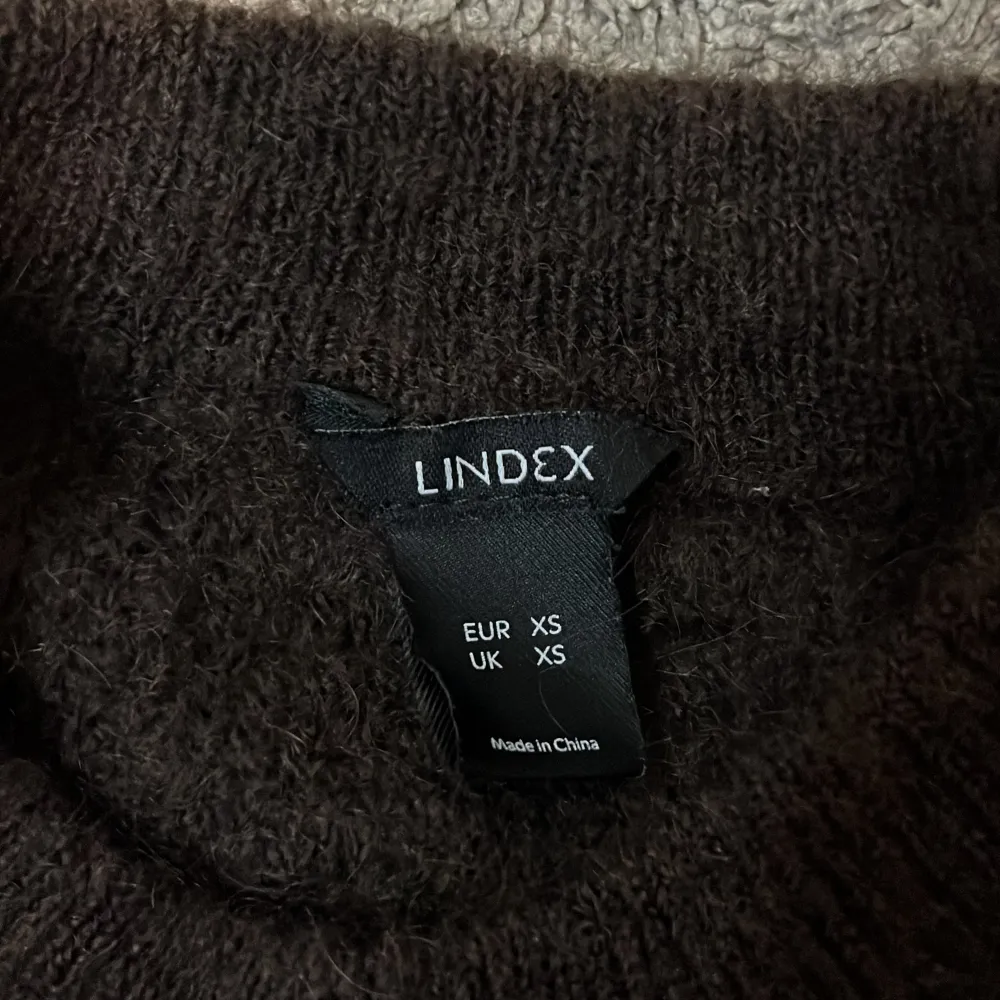 LINDEX
EUR XS
UK XS
Made in China